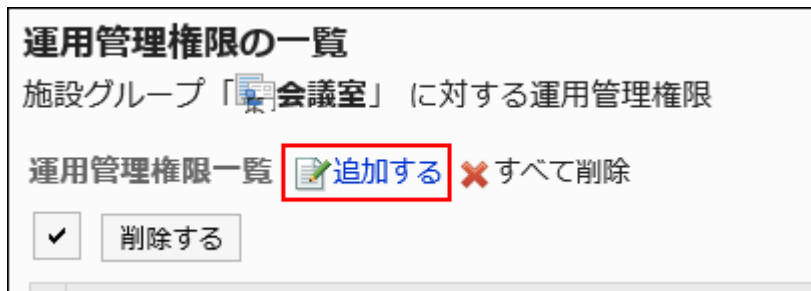 運用管理権限の一覧
施設グループ「会議室」 に対する運用管理権限
運用管理権限一覧 追加する すべて削除
削除する